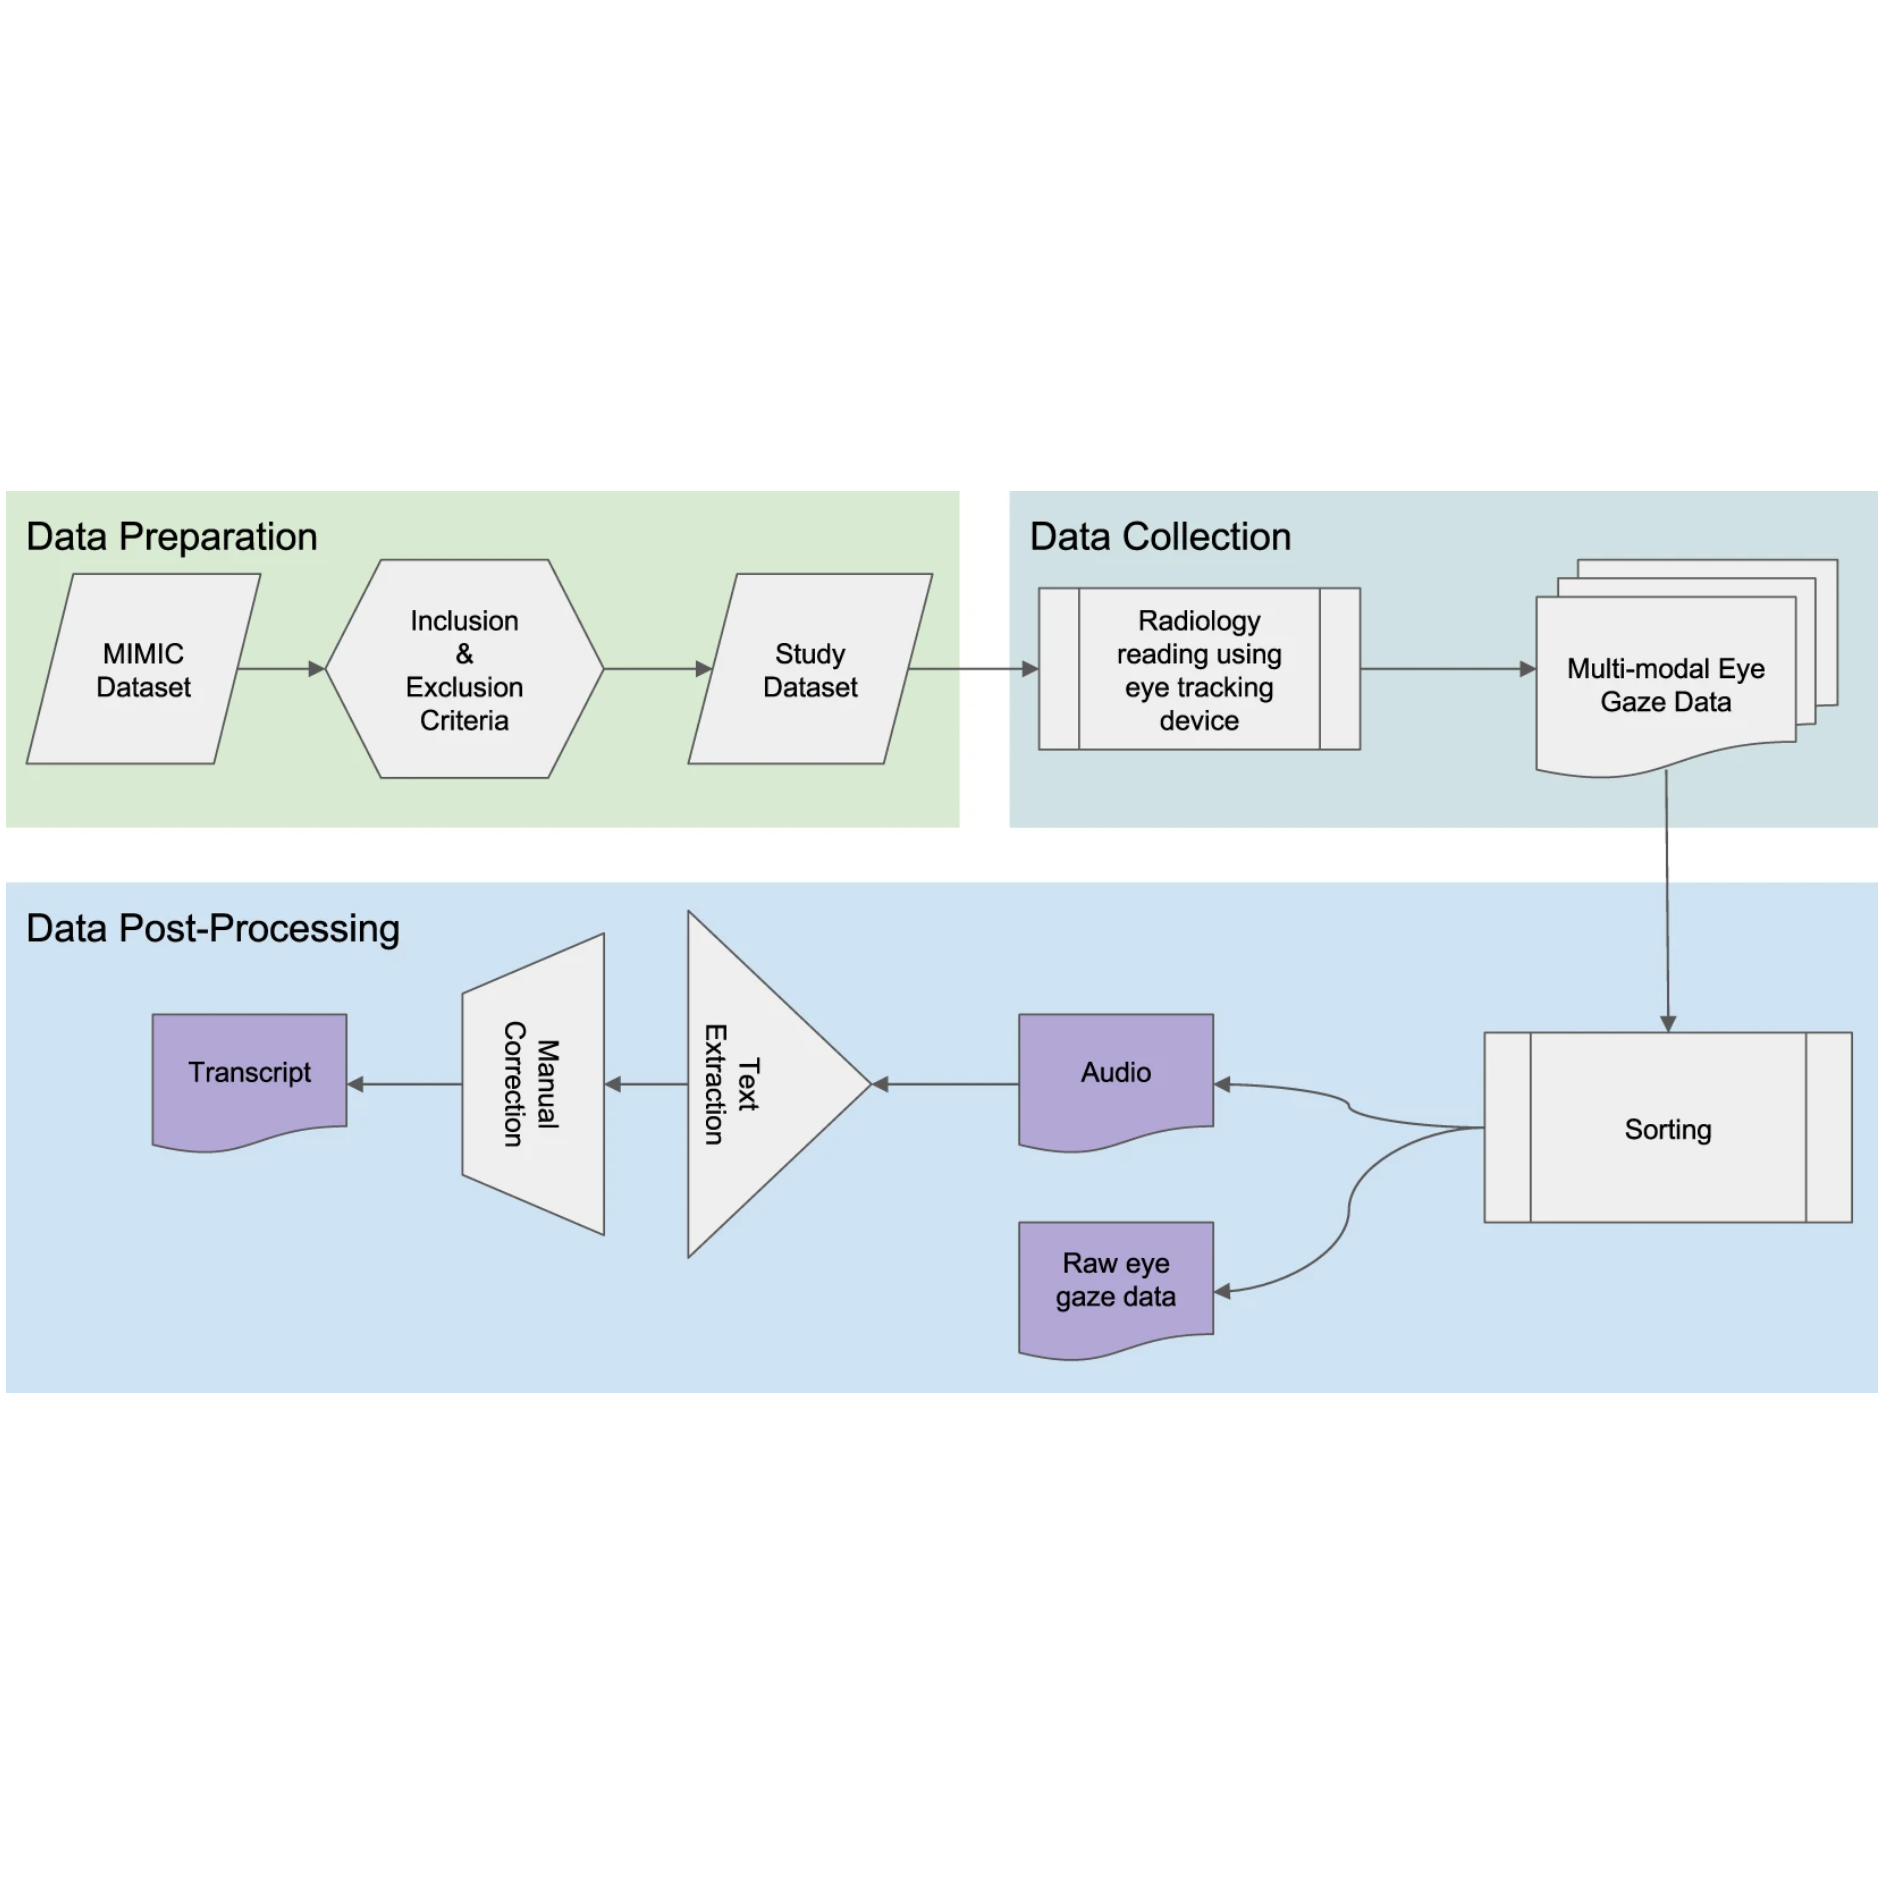 Data Preparation
MIMIC
Dataset
Inclusion
&
Exclusion
Criteria
Study
Dataset
Data Collection
Radiology
reading using
eye tracking
device
Multi-modal Eye
Gaze Data
Data Post-Processing
Transcript
Manual
Correction
Text
Extraction
Audio
Raw eye
gaze data
Sorting